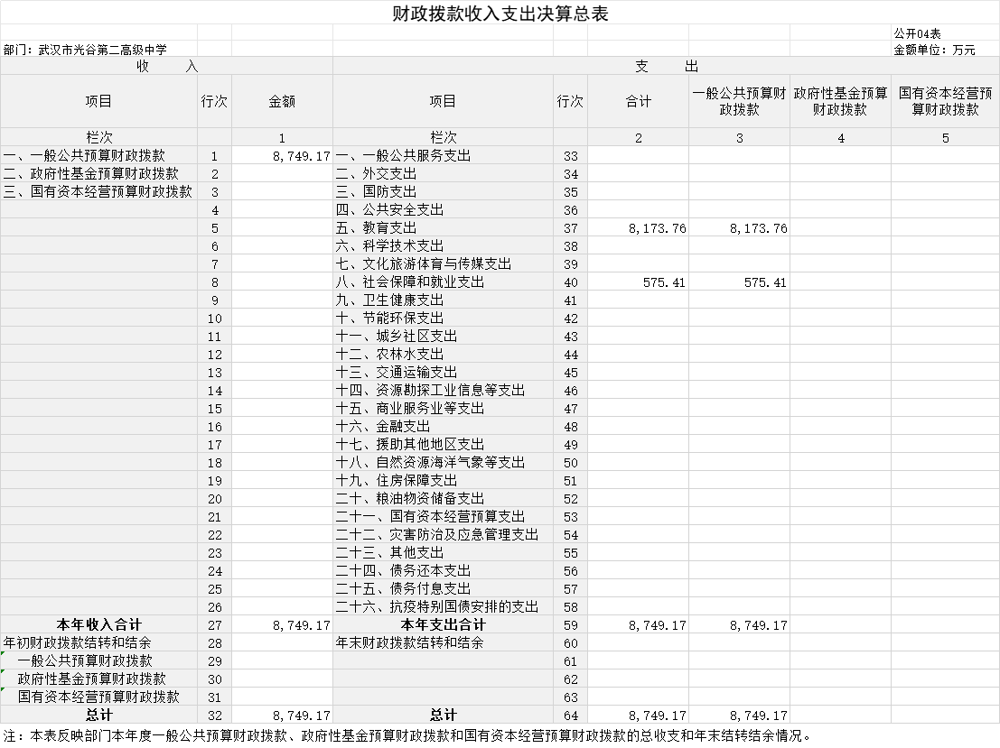 财政拨款收入支出决算总表
公开04表
部门：武汉市光谷第二高级中学 金额单位：万元
收 入 支 出
项目 行次 金额 项目 行次 合计 一般公共预算财政拨款 政府性基金预算财政拨款 国有资本经营预算财政拨款
栏次 1 栏次 2 3 4 5
一、一般公共预算财政拨款 1 8,749.17 一、一般公共服务支出 33
二、政府性基金预算财政拨款 2 二、外交支出 34
三、国有资本经营预算财政拨款 3 三、国防支出 35
4 四、公共安全支出 36
5 五、教育支出 37 8,173.76 8,173.76
6 六、科学技术支出 38
7 七、文化旅游体育与传媒支出 39
8 八、社会保障和就业支出 40 575.41 575.41
9 九、卫生健康支出 41
10 十、节能环保支出 42
11 十一、城乡社区支出 43
12 十二、农林水支出 44
13 十三、交通运输支出 45
14 十四、资源勘探工业信息等支出 46
15 十五、商业服务业等支出 47
16 十六、金融支出 48
17 十七、援助其他地区支出 49
18 十八、自然资源海洋气象等支出 50
19 十九、住房保障支出 51
20 二十、粮油物资储备支出 52
21 二十一、国有资本经营预算支出 53
22 二十二、灾害防治及应急管理支出 54
23 二十三、其他支出 55
24 二十四、债务还本支出 56
25 二十五、债务付息支出 57
26 二十六、抗疫特别国债安排的支出 58
本年收入合计 27 8,749.17 本年支出合计 59 8,749.17 8,749.17
年初财政拨款结转和结余 28 年末财政拨款结转和结余 60
一般公共预算财政拨款 29 61
政府性基金预算财政拨款 30 62
国有资本经营预算财政拨款 31 63
总计 32 8,749.17 总计 64 8,749.17 8,749.17
注：本表反映部门本年度一般公共预算财政拨款、政府性基金预算财政拨款和国有资本经营预算财政拨款的总收支和年末结转结余情况。